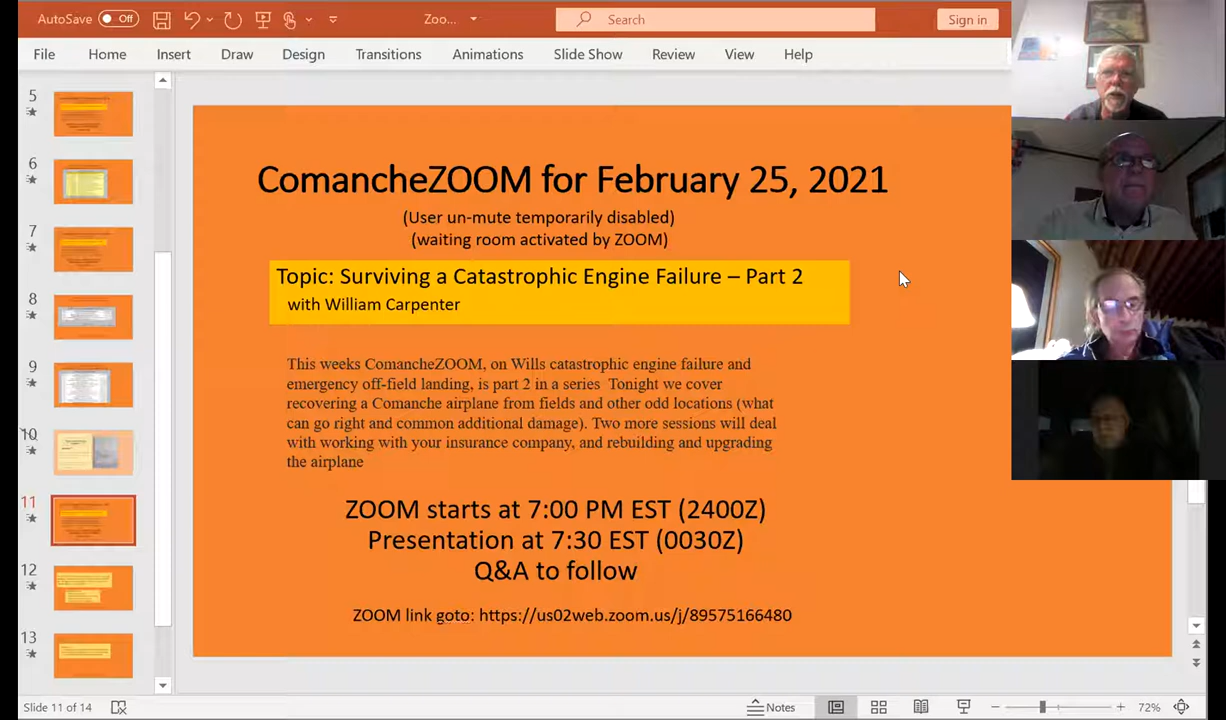 AutoSave Off Zoo... Search Sign in
File Home Insert Draw Design Transitions Animations Slide Show Review View Help
5
6
7
8
9
10
11
12
13
ComancheZOOM for February 25, 2021
(User un-mute temporarily disabled)
(waiting room activated by ZOOM)
Topic: Surviving a Catastrophic Engine Failure – Part 2
with William Carpenter
This weeks ComancheZOOM, on Wills catastrophic engine failure and
emergency off-field landing, is part 2 in a series Tonight we cover
recovering a Comanche airplane from fields and other odd locations (what
can go right and common additional damage). Two more sessions will deal
with working with your insurance company, and rebuilding and upgrading
the airplane
ZOOM starts at 7:00 PM EST (2400Z)
Presentation at 7:30 EST (0030Z)
Q&A to follow
ZOOM link goto: https://us02web.zoom.us/j/89575166480
Slide 11 of 14 Notes 72%